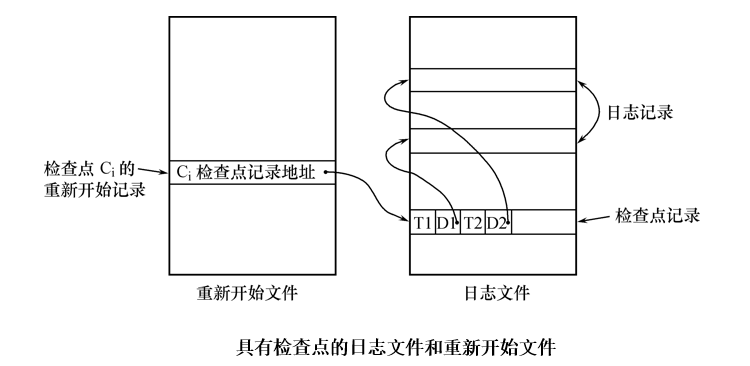 日志记录
检查点 Ci 的
重新开始记录
Ci 检查点记录地址
T1 D1 T2 D2
检查点记录
重新开始文件
日志文件
具有检查点的日志文件和重新开始文件